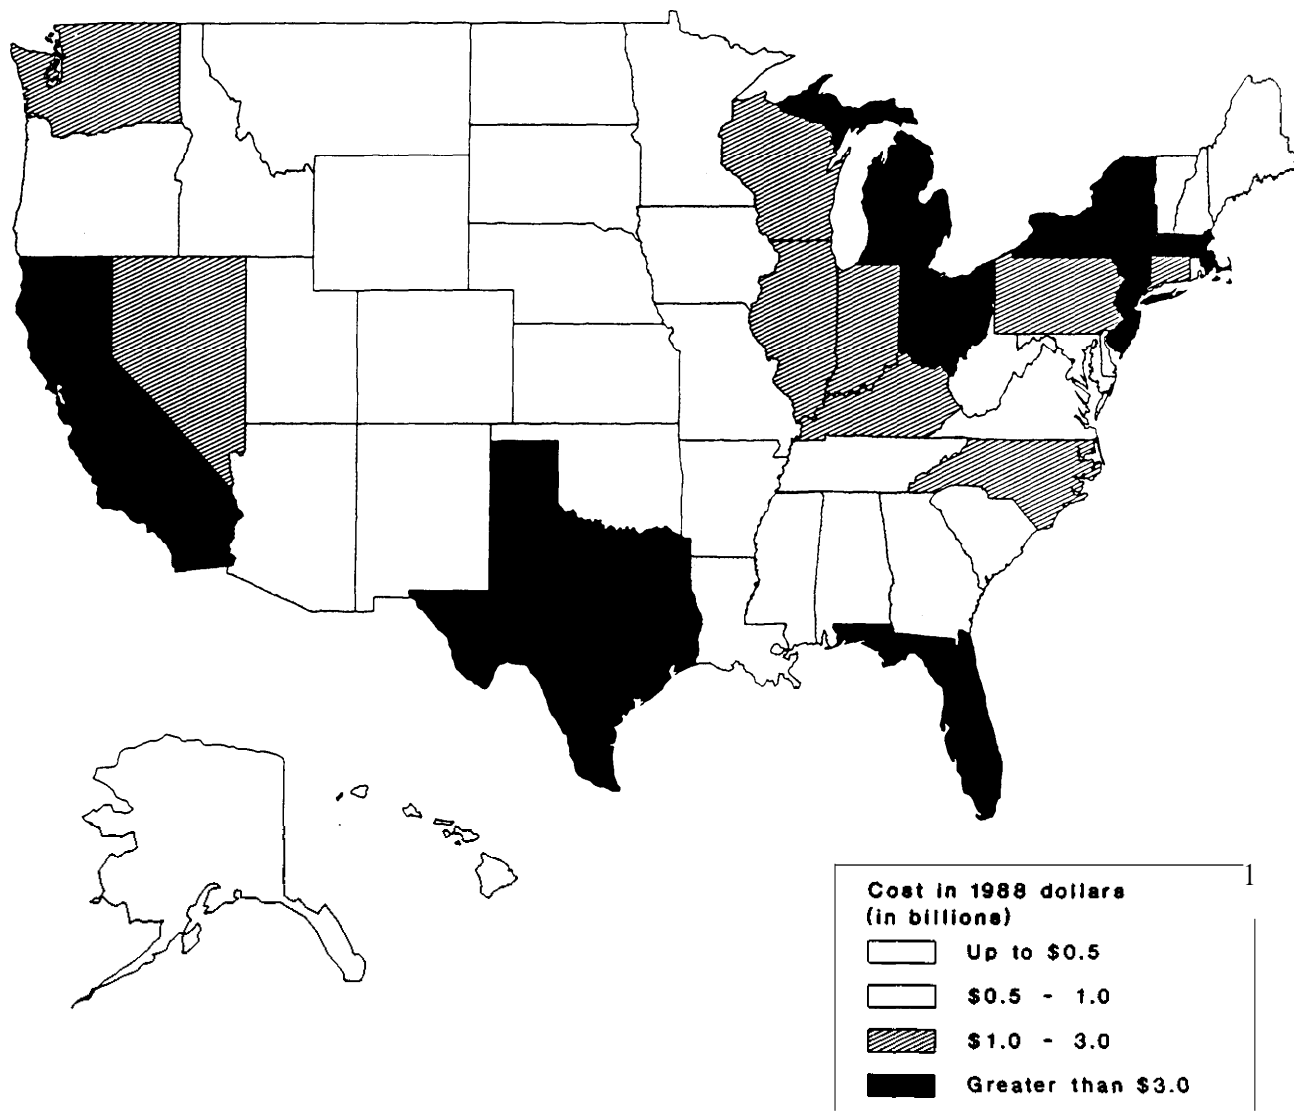 1
Cost in 1988 dollars
(in billions)
Up to $0.5
$0.5 - 1.0
$1.0 - 3.0
Greater than $3.0